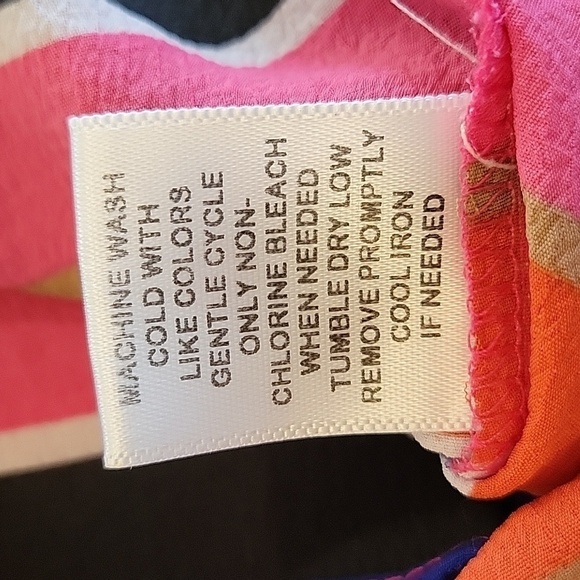 MACHINE WASH
COLD WITH
LIKE COLORS
GENTLE CYCLE
ONLY NON-
CHLORINE BLEACH
WHEN NEEDED
TUMBLE DRY LOW
REMOVE PROMPTLY
COOL IRON
IF NEEDED